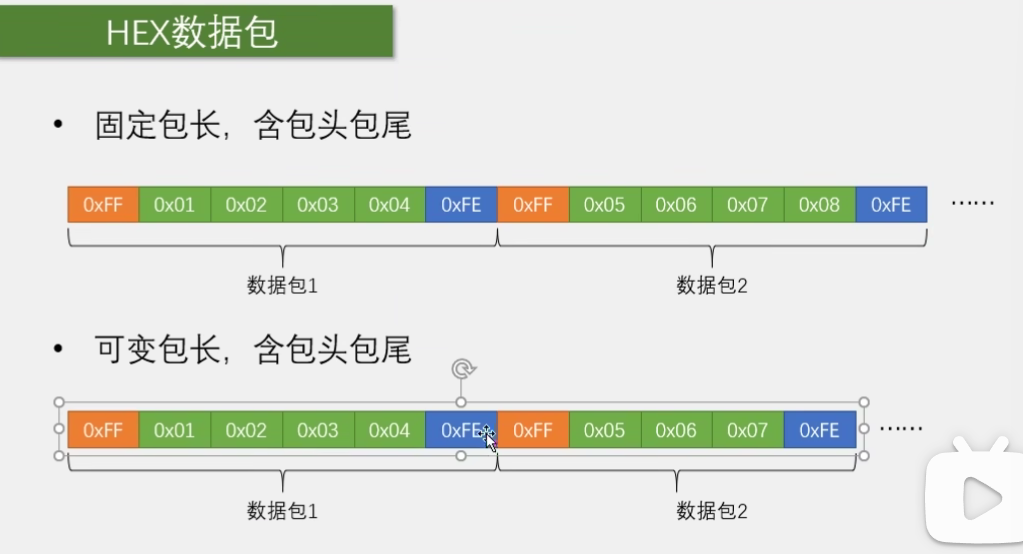 HEX数据包
• 固定包长，含包头包尾
0xFF 0x01 0x02 0x03 0x04 0xFE 0xFF 0x05 0x06 0x07 0x08 0xFE ……
数据包1 数据包2
• 可变包长，含包头包尾
0xFF 0x01 0x02 0x03 0x04 0xFE 0xFF 0x05 0x06 0x07 0xFE ……
数据包1 数据包2